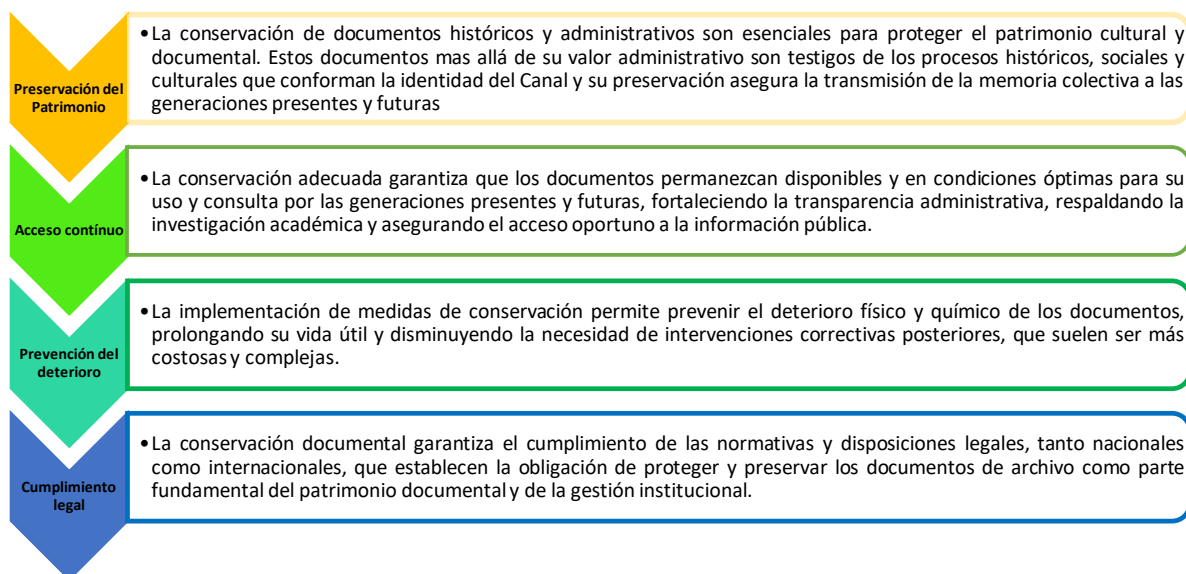 Preservación del
Patrimonio
•La conservación de documentos históricos y administrativos son esenciales para proteger el patrimonio cultural y
documental. Estos documentos mas allá de su valor administrativo son testigos de los procesos históricos, sociales y
culturales que conforman la identidad del Canal y su preservación asegura la transmisión de la memoria colectiva a las
generaciones presentes y futuras
Acceso contínuo
•La conservación adecuada garantiza que los documentos permanezcan disponibles y en condiciones óptimas para su
uso y consulta por las generaciones presentes y futuras, fortaleciendo la transparencia administrativa, respaldando la
investigación académica y asegurando el acceso oportuno a la información pública.
Prevención del
deterioro
•La implementación de medidas de conservación permite prevenir el deterioro físico y químico de los documentos,
prolongando su vida útil y disminuyendo la necesidad de intervenciones correctivas posteriores, que suelen ser más
costosas y complejas.
Cumplimiento
legal
•La conservación documental garantiza el cumplimiento de las normativas y disposiciones legales, tanto nacionales
como internacionales, que establecen la obligación de proteger y preservar los documentos de archivo como parte
fundamental del patrimonio documental y de la gestión institucional.